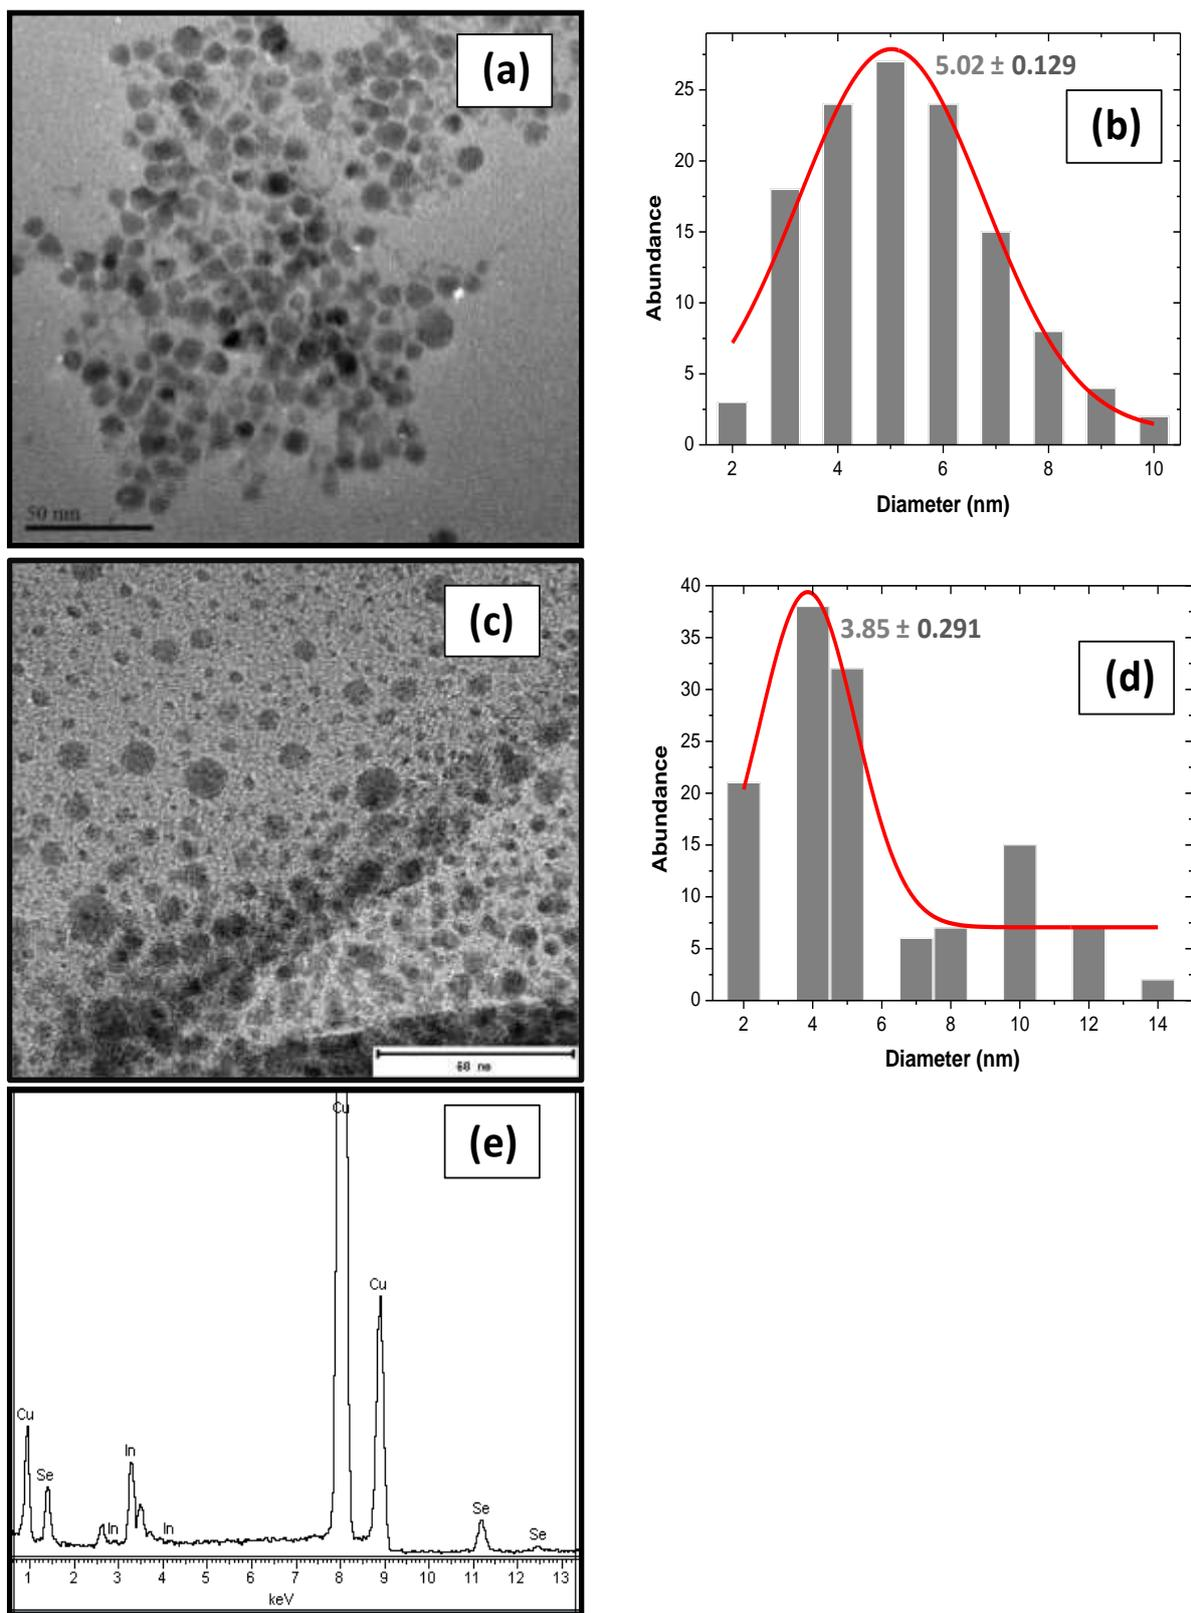 (a)
50 nm
5.02 ± 0.129
(b)
Abundance
25
20
15
10
5
0
2 4 6 8 10
Diameter (nm)
(c)
3.85 ± 0.291
(d)
Abundance
40
35
30
25
20
15
10
5
0
2 4 6 8 10 12 14
Diameter (nm)
(e)
Cu
Cu
Cu
Se
In
In
In
Se
Se
1 2 3 4 5 6 7 8 9 10 11 12 13
keV